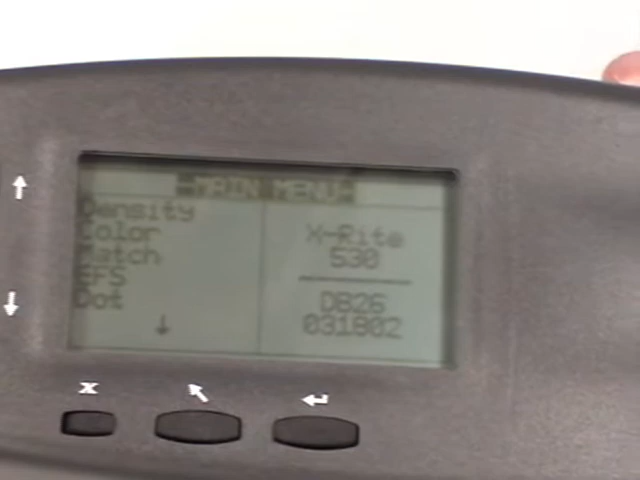 MAIN MENU
Density
Color
Match
EFS
Dot
X-Rite
530
DB26
031802
x